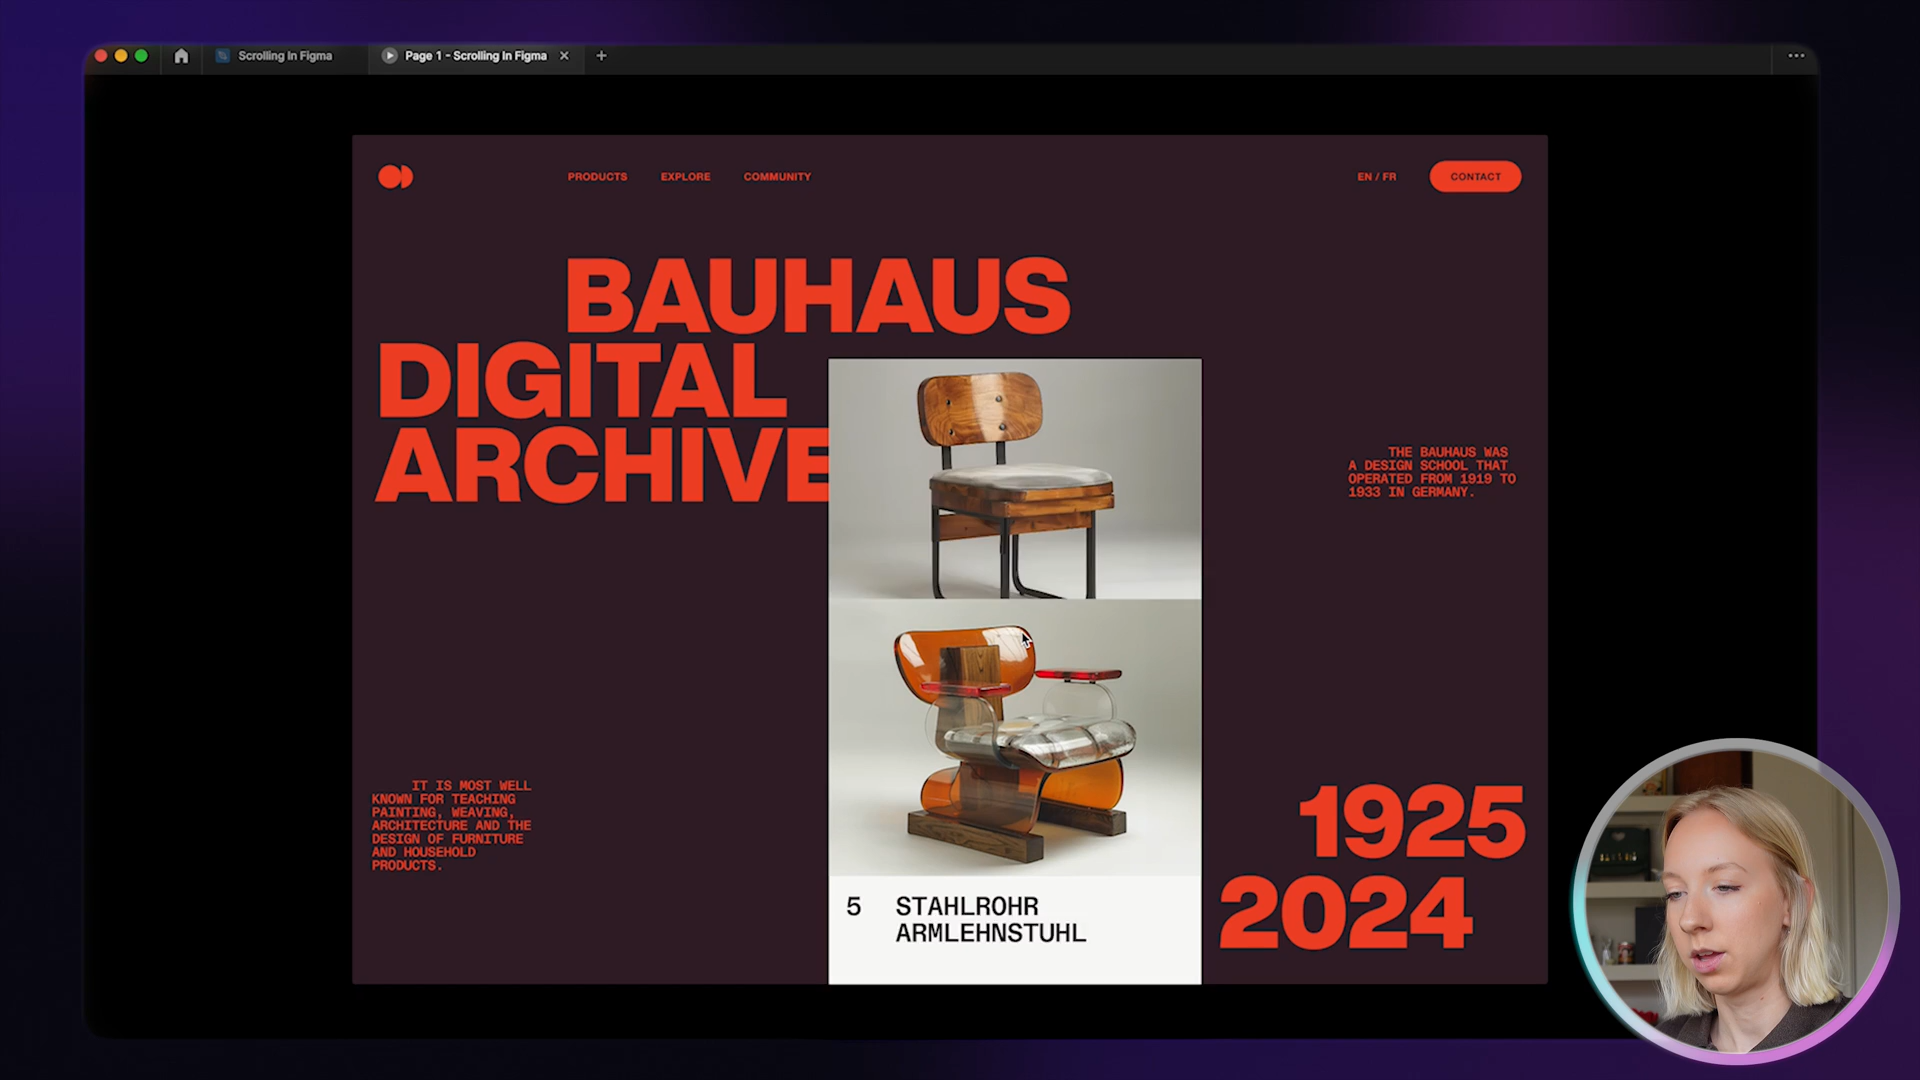 Scrolling In Figma
Page 1 - Scrolling In Figma
PRODUCTS
EXPLORE
COMMUNITY
EN / FR
CONTACT
BAUHAUS
DIGITAL
ARCHIVE
THE BAUHAUS WAS
A DESIGN SCHOOL THAT
OPERATED FROM 1919 TO
1933 IN GERMANY.
IT IS MOST WELL
KNOWN FOR TEACHING
PAINTING, WEAVING,
ARCHITECTURE AND THE
DESIGN OF FURNITURE
AND HOUSEHOLD
PRODUCTS.
5 STAHLROHR
ARMLEHNSTUHL
1925
2024